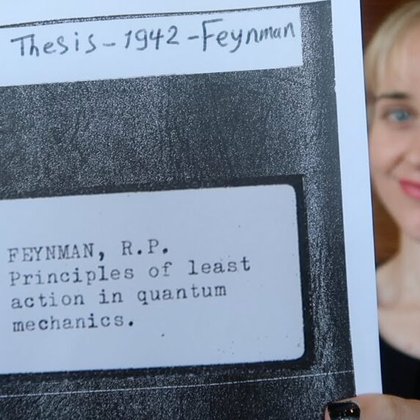 Thesis-1942-Feynman
FEYNMAN, R.P.
Principles of least
action in quantum
mechanics.